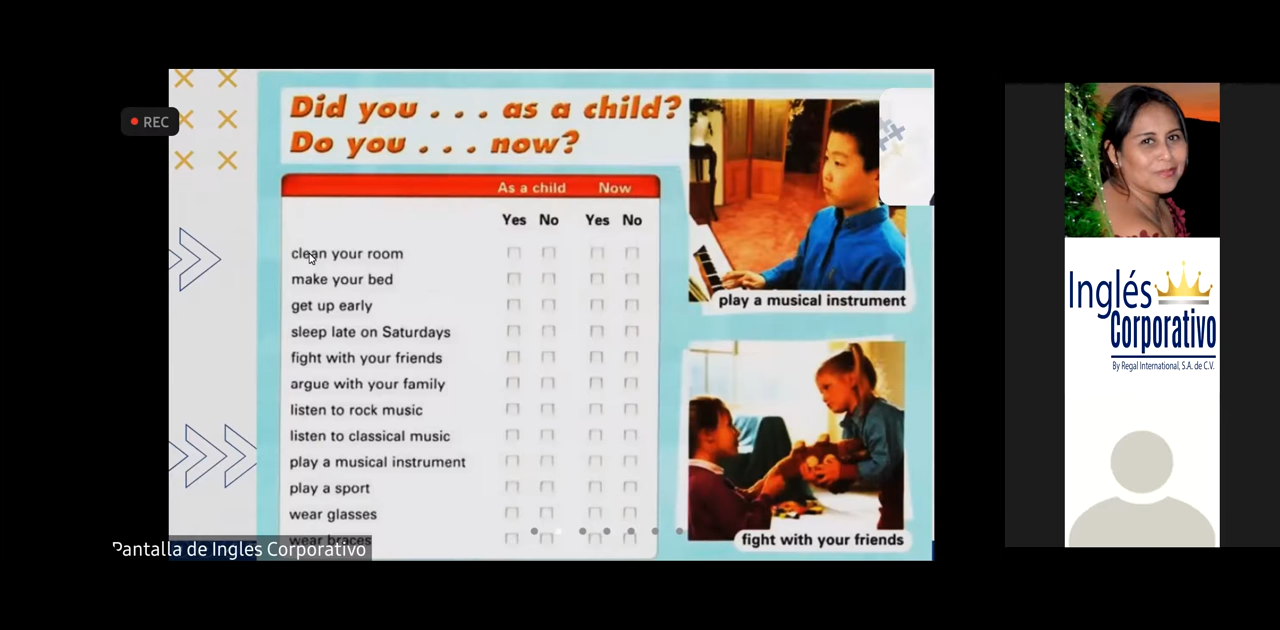 REC
Did you . . . as a child?
Do you . . . now?
As a child Now
Yes No Yes No
clean your room
make your bed
get up early
sleep late on Saturdays
fight with your friends
argue with your family
listen to rock music
listen to classical music
play a musical instrument
play a sport
wear glasses
wear braces
play a musical instrument
fight with your friends
Pantalla de Ingles Corporativo
Inglés
Corporativo
By Regal International, S.A. de C.V.